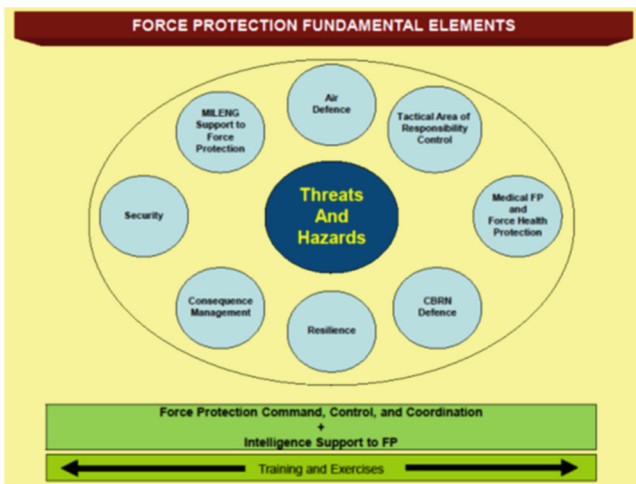 FORCE PROTECTION FUNDAMENTAL ELEMENTS
Air
Defence
MILENG
Support to
Force
Protection
Tactical Area of
Responsibility
Control
Threats
And
Hazards
Security
Medical FP
and
Force Health
Protection
Consequence
Management
Resilience
CBRN
Defence
Force Protection Command, Control, and Coordination
+
Intelligence Support to FP
Training and Exercises